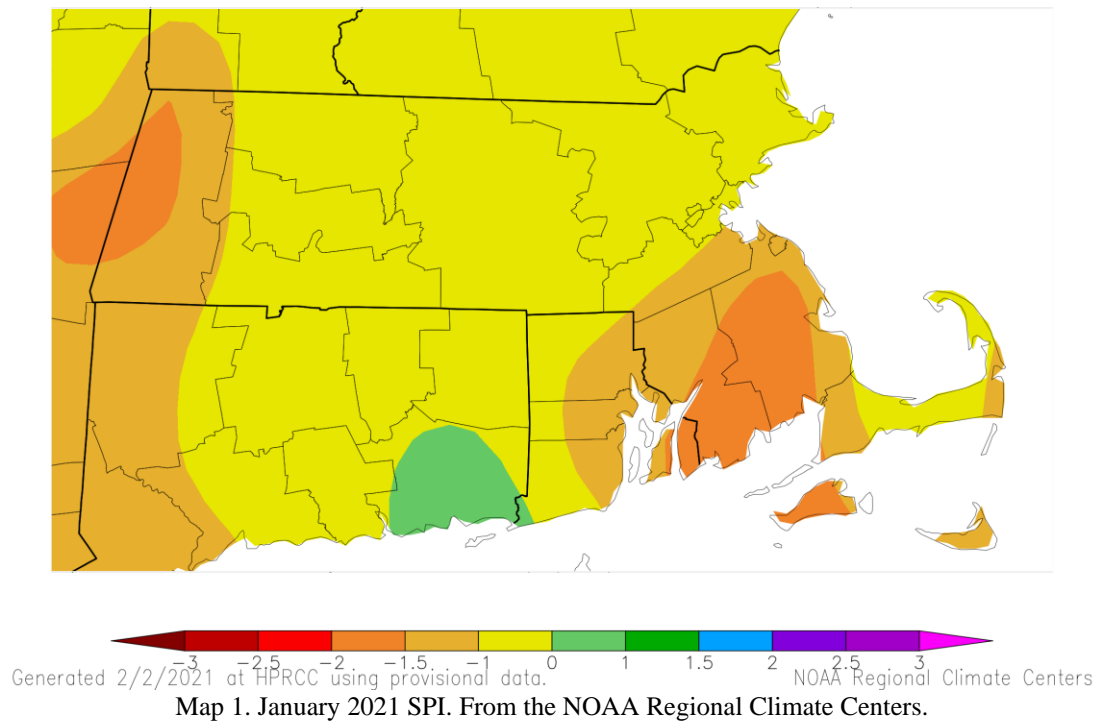 -3 -2.5 -2 -1.5 -1 0 1 1.5 2 2.5 3
Generated 2/2/2021 at HPRCC using provisional data. NOAA Regional Climate Centers
Map 1. January 2021 SPI. From the NOAA Regional Climate Centers.